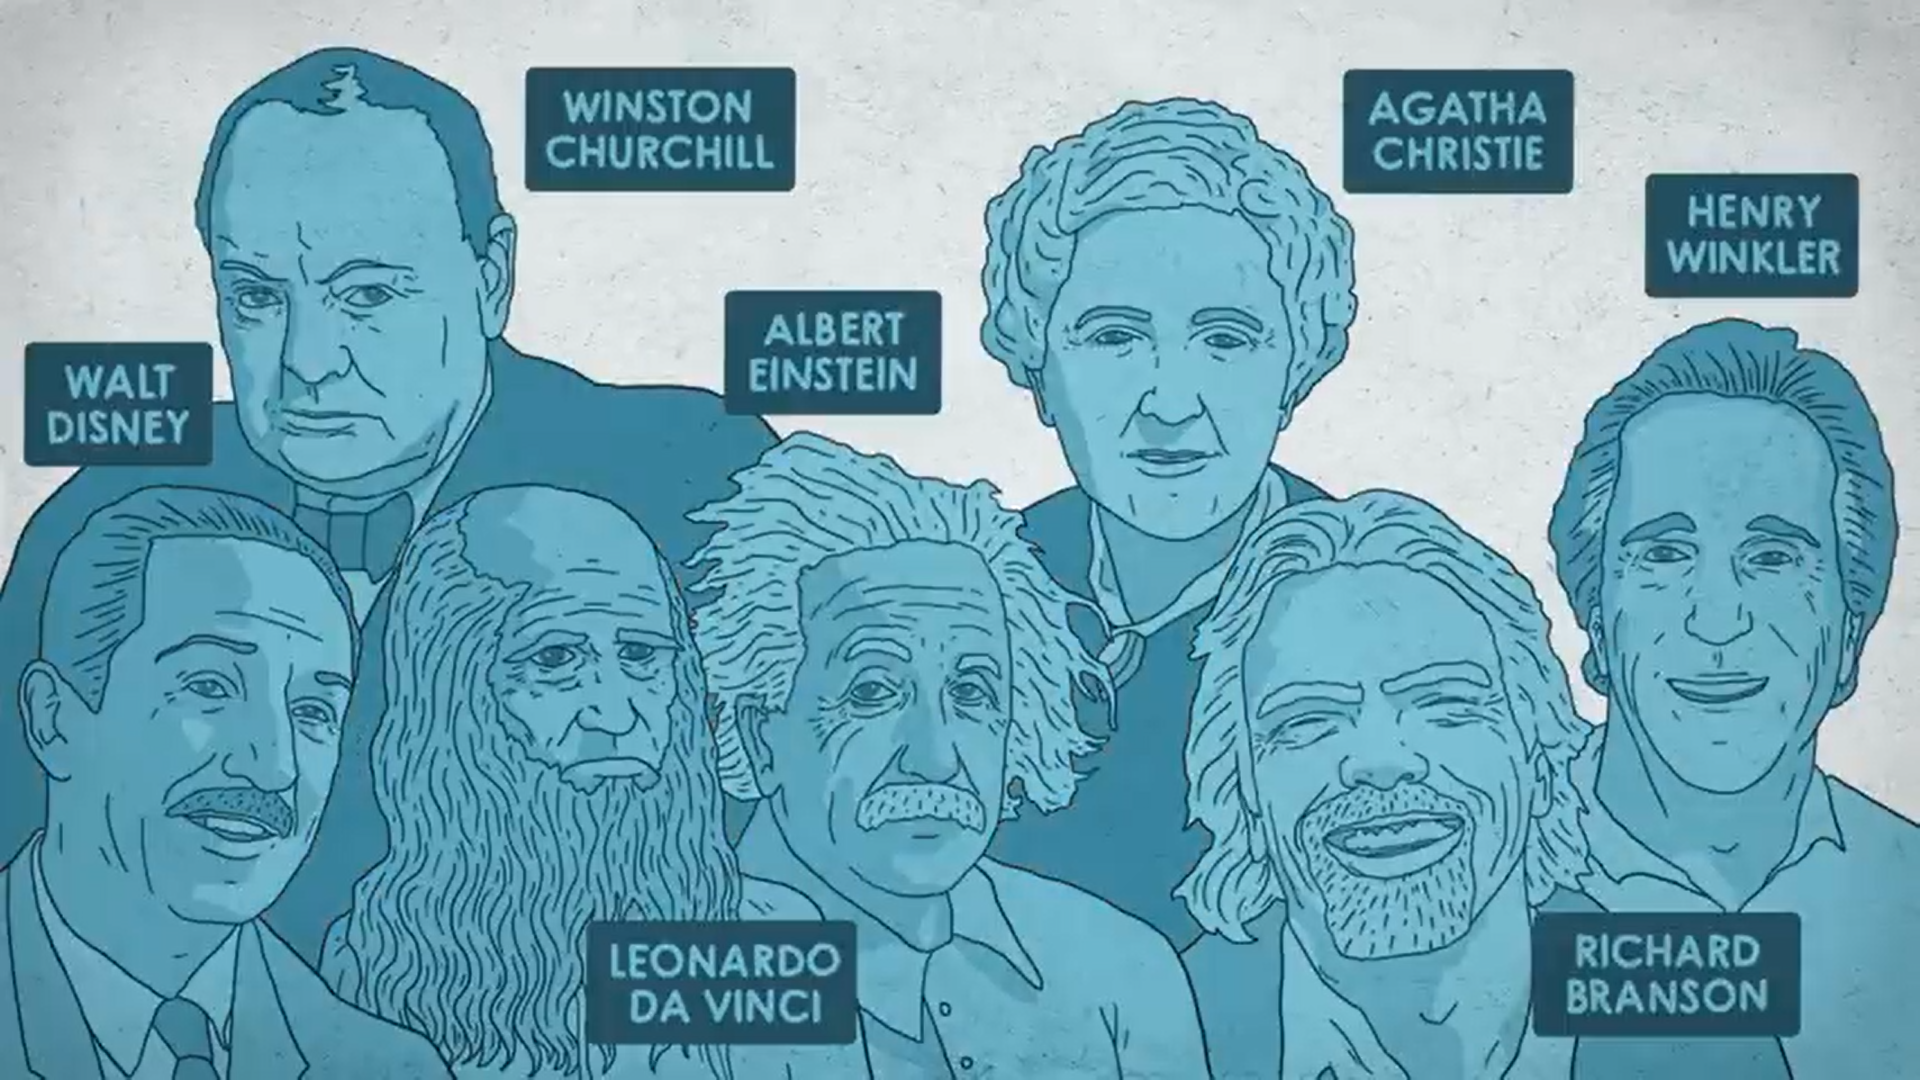 WINSTON
CHURCHILL
AGATHA
CHRISTIE
HENRY
WINKLER
ALBERT
EINSTEIN
WALT
DISNEY
LEONARDO
DA VINCI
RICHARD
BRANSON